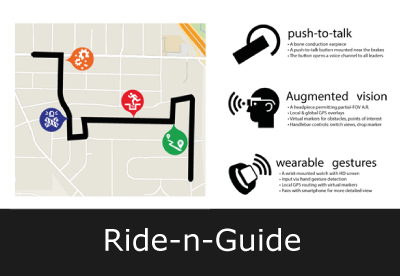 push-to-talk
• A bone conduction earpiece
• A push-to-talk button mounted near the brakes
• The button opens a voice channel to all leaders
Augmented vision
• A headpiece permitting partial-FOV A.R.
• Local & global GPS overlays
• Virtual markers for obstacles, points of interest
• Handlebar controls: switch views, drop marker
wearable gestures
• A wrist-mounted watch with HD screen
• Input via hand gesture detection
• Local GPS routing with virtual markers
• Pairs with smartphone for more detailed view
Ride-n-Guide